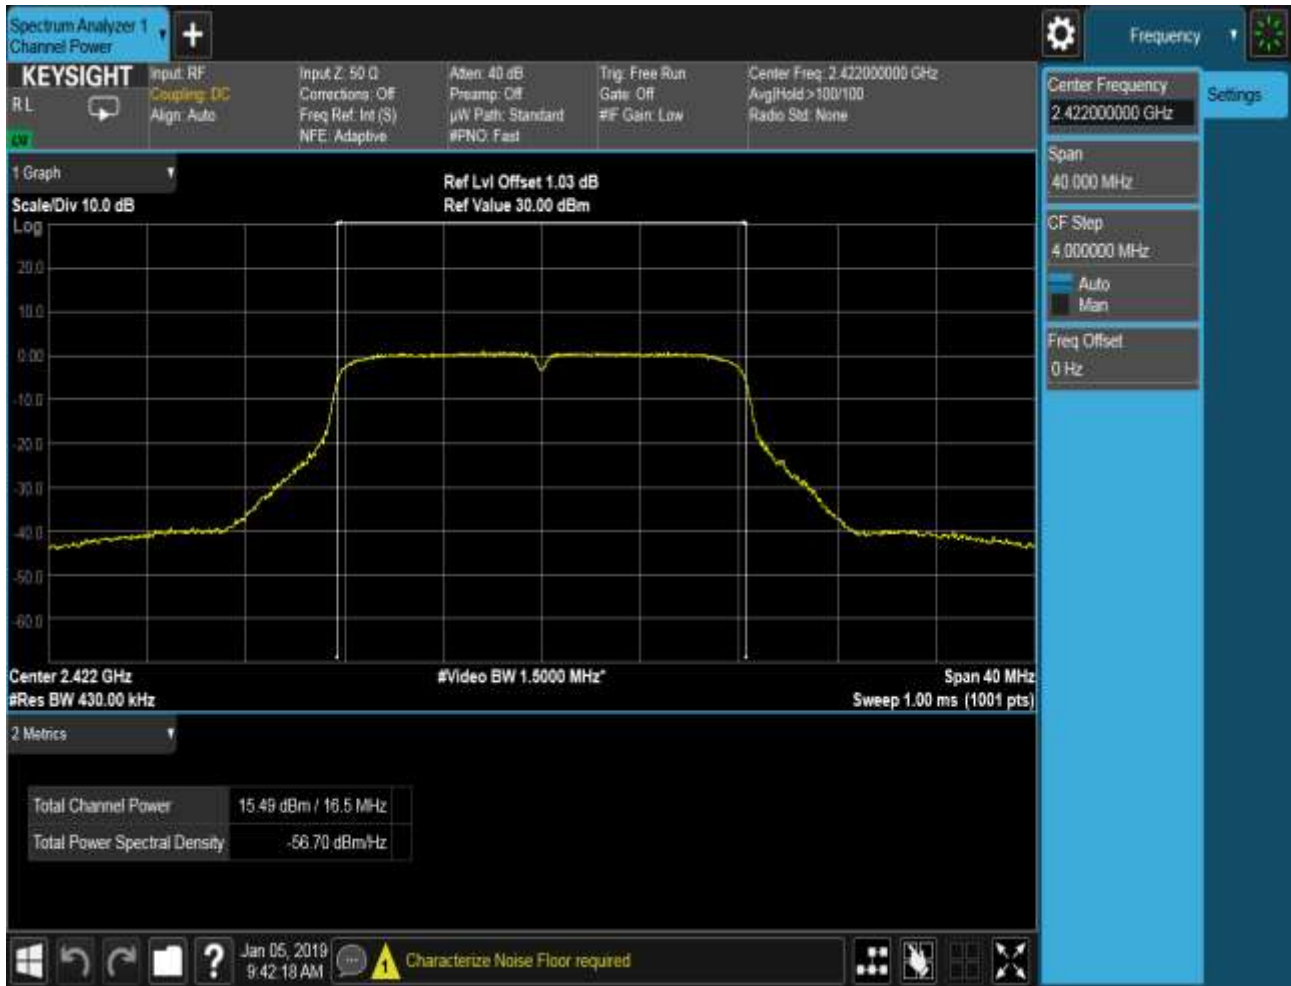 Spectrum Analyzer 1
Channel Power
Frequency
KEYSIGHT
R L
Input: RF
Coupling: DC
Align: Auto
Input Z: 50 Ω
Corrections: Off
Freq Ref: Int (S)
NFE: Adaptive
Atten: 40 dB
Preamp: Off
µW Path: Standard
#PNO: Fast
Trig: Free Run
Gate: Off
#IF Gain: Low
Center Freq: 2.422000000 GHz
Avg|Hold:>100/100
Radio Std: None
Center Frequency
2.422000000 GHz
Settings
Span
40.000 MHz
CF Step
4.000000 MHz
Auto
Man
Freq Offset
0 Hz
1 Graph
Scale/Div 10.0 dB
Ref Lvl Offset 1.03 dB
Ref Value 30.00 dBm
Log
20.0
10.0
0.00
-10.0
-20.0
-30.0
-40.0
-50.0
-60.0
Center 2.422 GHz
#Video BW 1.5000 MHz*
Span 40 MHz
#Res BW 430.00 kHz
Sweep 1.00 ms (1001 pts)
2 Metrics
Total Channel Power 15.49 dBm / 16.5 MHz
Total Power Spectral Density -56.70 dBm/Hz
Jan 05, 2019
9:42:18 AM
1
Characterize Noise Floor required